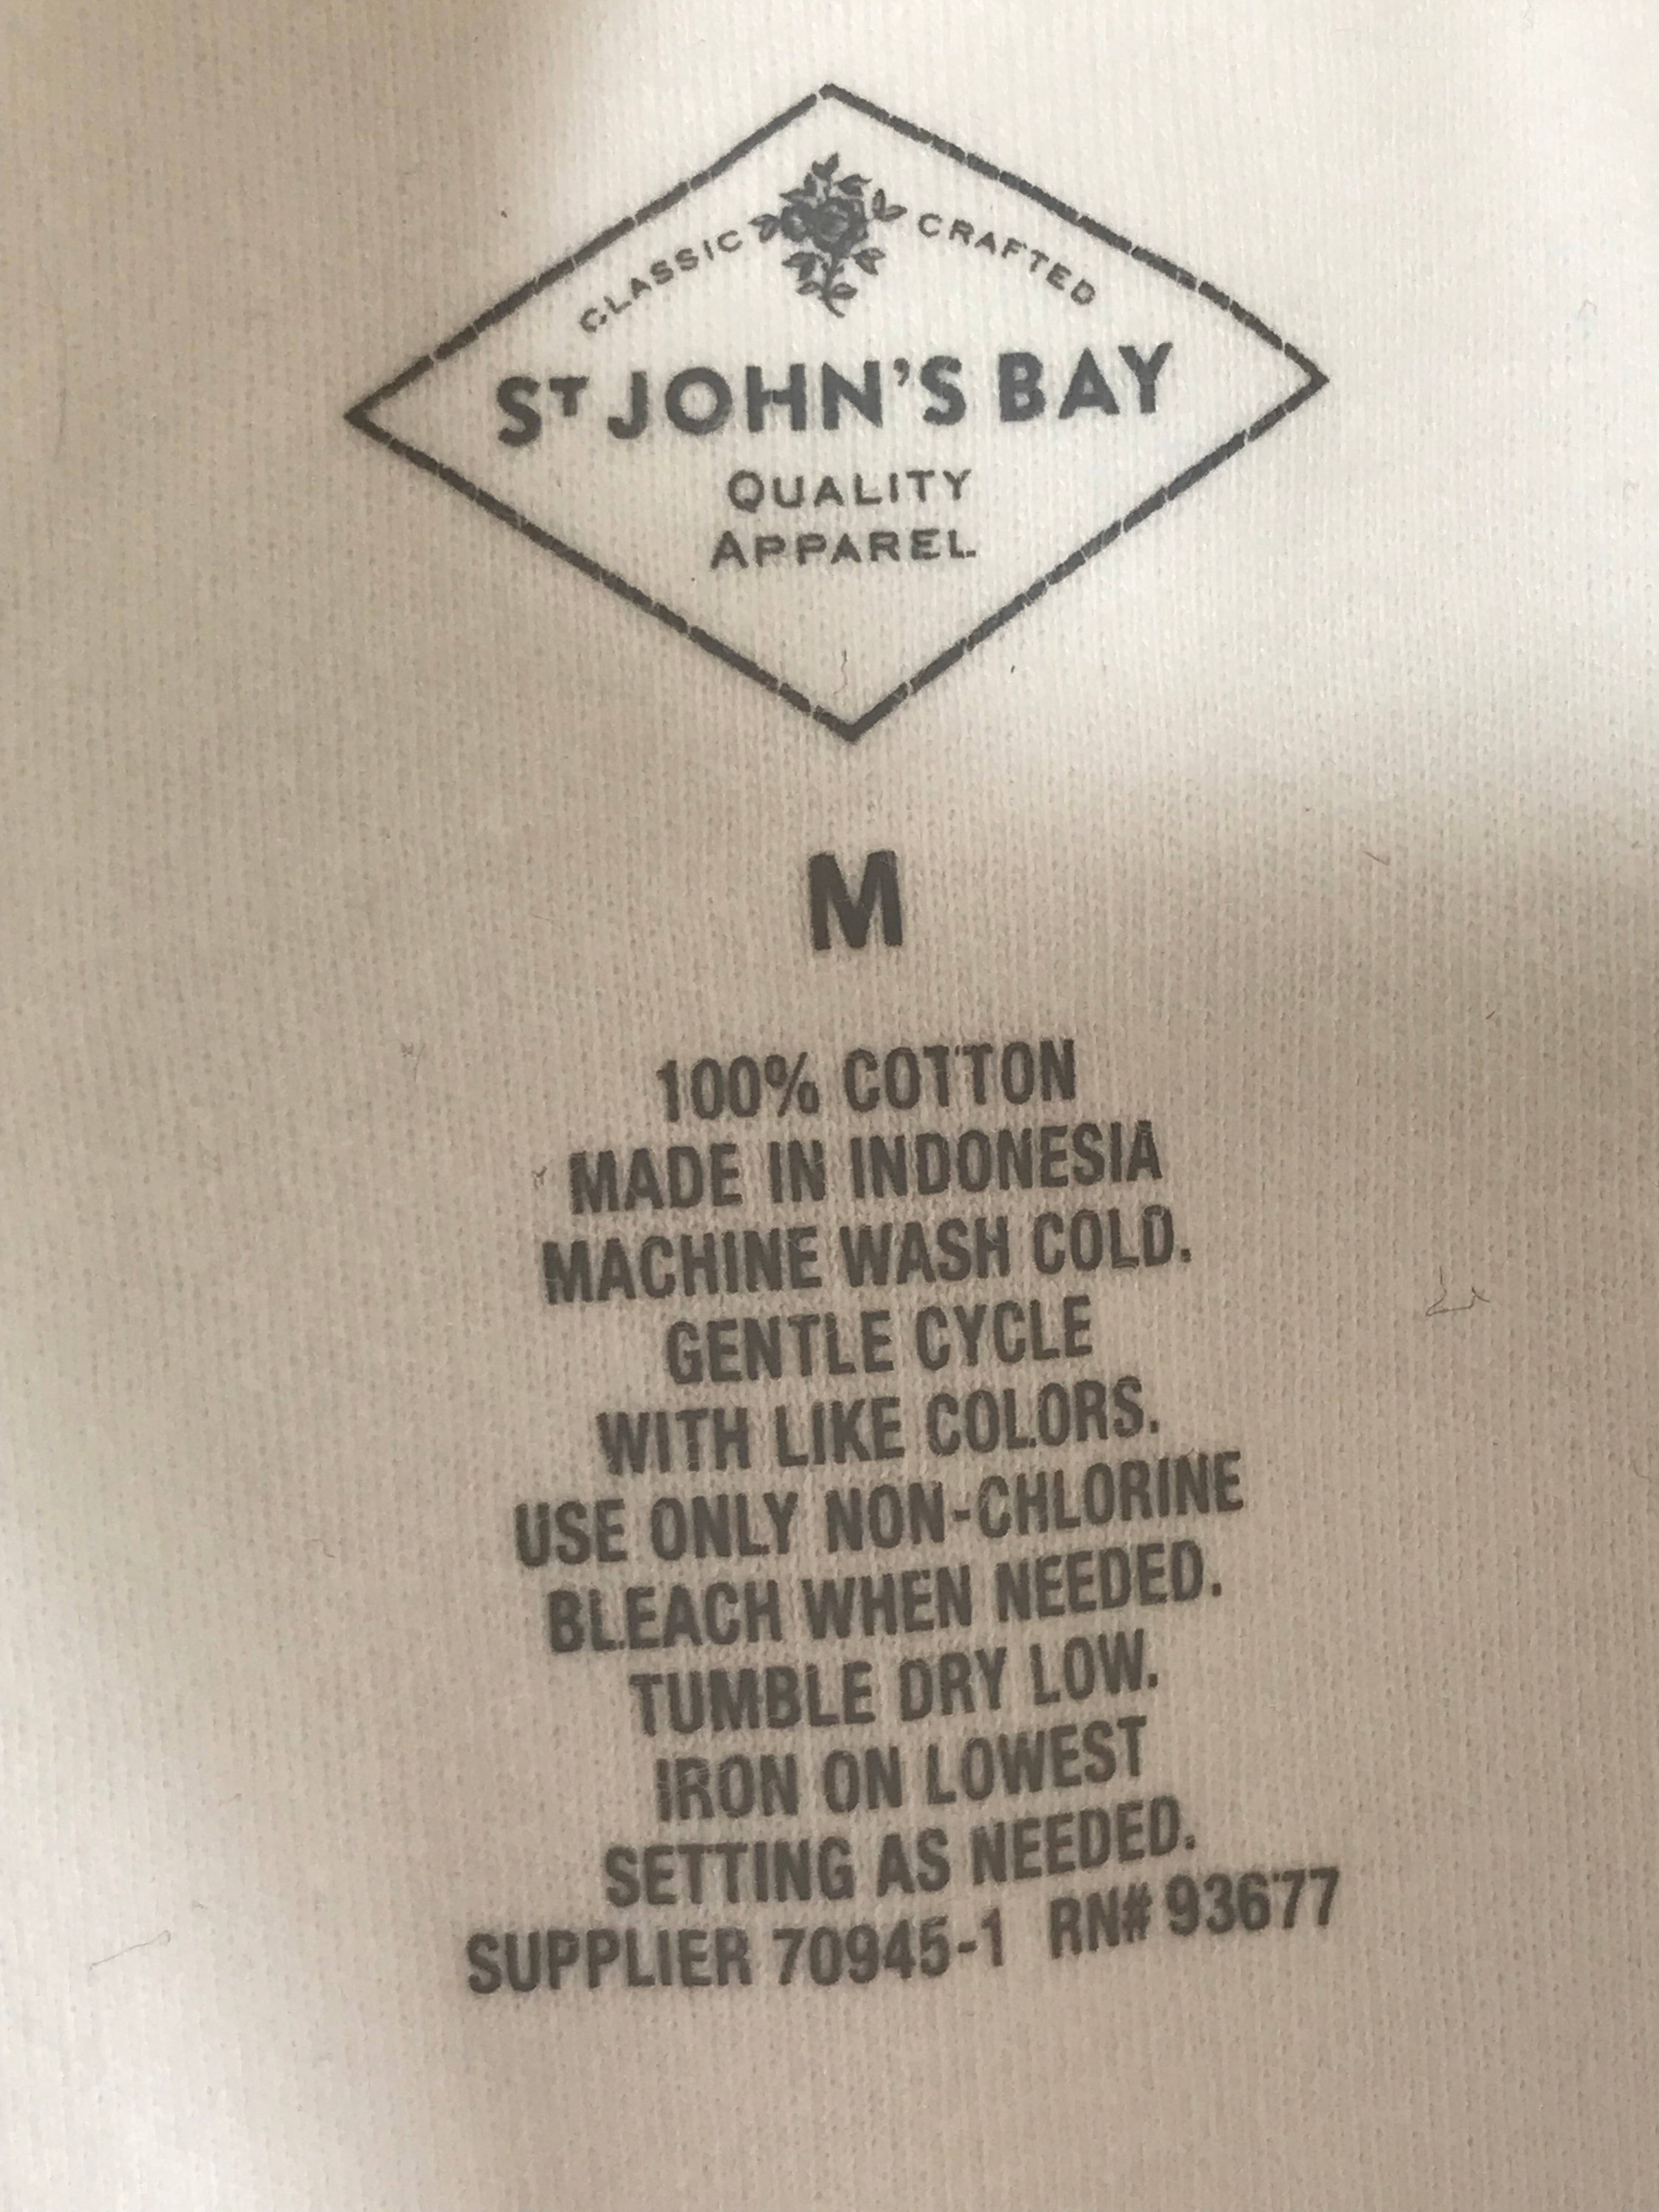 CLASSIC CRAFTED
ST JOHN'S BAY
QUALITY
APPAREL
M
100% COTTON
MADE IN INDONESIA
MACHINE WASH COLD.
GENTLE CYCLE
WITH LIKE COLORS.
USE ONLY NON-CHLORINE
BLEACH WHEN NEEDED.
TUMBLE DRY LOW.
IRON ON LOWEST
SETTING AS NEEDED.
SUPPLIER 70945-1 RN# 93677